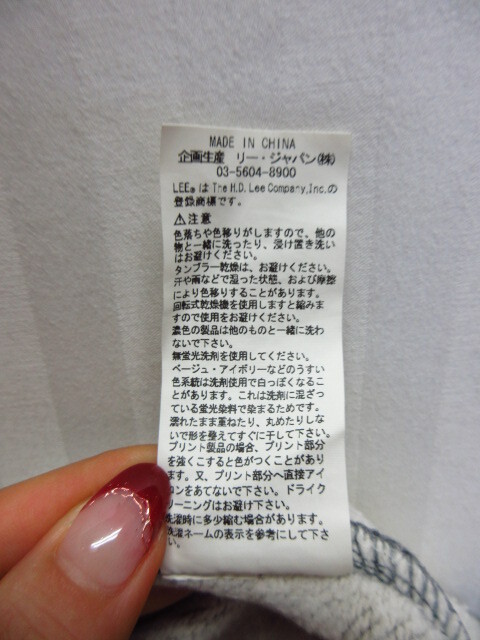 MADE IN CHINA
企画生産 リー・ジャパン㈱
03-5604-8900
LEE® は The H.D. Lee Company,Inc.の
登録商標です。
⚠注意
色落ちや色移りがしますので、他の
物と一緒に洗ったり、浸け置き洗い
はお避けください。
タンブラー乾燥は、お避けください。
汗や雨などで湿った状態、および摩擦
により色移りすることがあります。
回転式乾燥機を使用しますと縮みま
すので使用をお避けください。
濃色の製品は他のものと一緒に洗わ
ないで下さい。
無蛍光洗剤を使用してください。
ベージュ・アイボリーなどのうすい
色系統は洗剤使用で白っぽくなるこ
とがあります。これは洗剤に混ざっ
ている蛍光染料で染まるためです。
濡れたまま重ねたり、丸めたりしな
いで形を整えてすぐに干して下さい。
プリント製品の場合、プリント部分
を強くこすると色がつくことがあり
ます。又、プリント部分へ直接アイ
ロンをあてないで下さい。ドライク
リーニングはお避け下さい。
洗濯時に多少縮む場合があります。
洗濯ネームの表示を参考にして下さ
い。